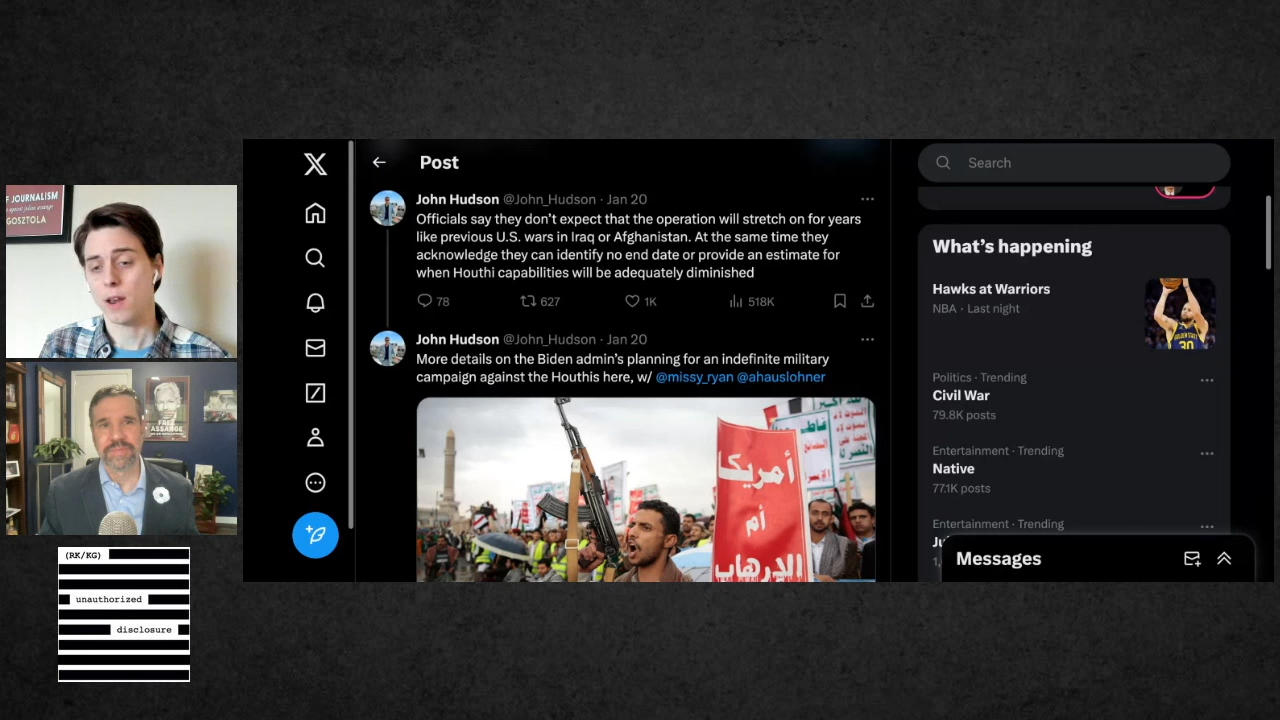 OF JOURNALISM
GOSZTOLA
FREE
ASSANGE
(RK/KG)
unauthorized
disclosure
Post
John Hudson @John_Hudson · Jan 20
Officials say they don't expect that the operation will stretch on for years
like previous U.S. wars in Iraq or Afghanistan. At the same time they
acknowledge they can identify no end date or provide an estimate for
when Houthi capabilities will be adequately diminished
78 627 1K 518K
John Hudson @John_Hudson · Jan 20
More details on the Biden admin's planning for an indefinite military
campaign against the Houthis here, w/ @missy_ryan @ahauslohner
أمريكا
أم
الإرهاب
Search
What's happening
Hawks at Warriors
NBA · Last night
30
Politics · Trending
Civil War
79.8K posts
Entertainment · Trending
Native
77.1K posts
Entertainment · Trending
Messages